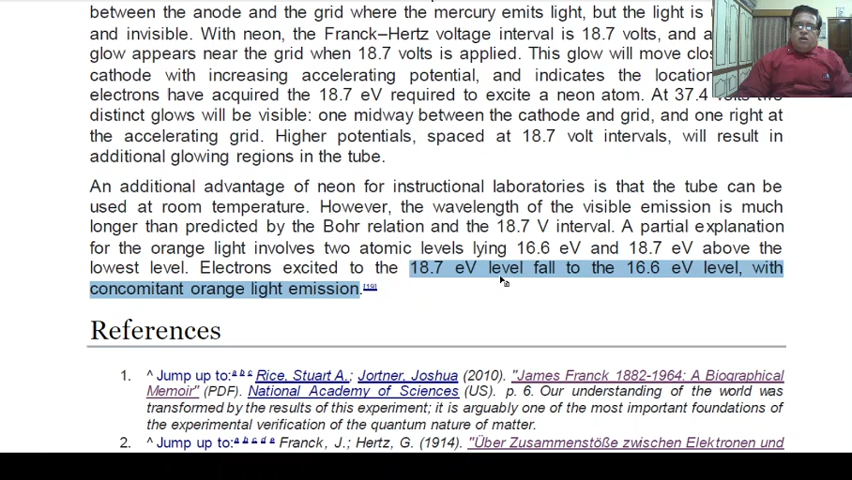 between the anode and the grid where the mercury emits light, but the light is
and invisible. With neon, the Franck–Hertz voltage interval is 18.7 volts, and
glow appears near the grid when 18.7 volts is applied. This glow will move
cathode with increasing accelerating potential, and indicates the
electrons have acquired the 18.7 eV required to excite a neon atom. At 37.4
distinct glows will be visible: one midway between the cathode and grid, and one right at
the accelerating grid. Higher potentials, spaced at 18.7 volt intervals, will result in
additional glowing regions in the tube.
An additional advantage of neon for instructional laboratories is that the tube can be
used at room temperature. However, the wavelength of the visible emission is much
longer than predicted by the Bohr relation and the 18.7 V interval. A partial explanation
for the orange light involves two atomic levels lying 16.6 eV and 18.7 eV above the
lowest level. Electrons excited to the 18.7 eV level fall to the 16.6 eV level, with
concomitant orange light emission.[19]
References
1. ^ Jump up to:a b c Rice, Stuart A.; Jortner, Joshua (2010). "James Franck 1882-1964: A Biographical
Memoir" (PDF). National Academy of Sciences (US). p. 6. Our understanding of the world was
transformed by the results of this experiment; it is arguably one of the most important foundations of
the experimental verification of the quantum nature of matter.
2. ^ Jump up to:a b c d e Franck, J.; Hertz, G. (1914). "Über Zusammenstöße zwischen Elektronen und